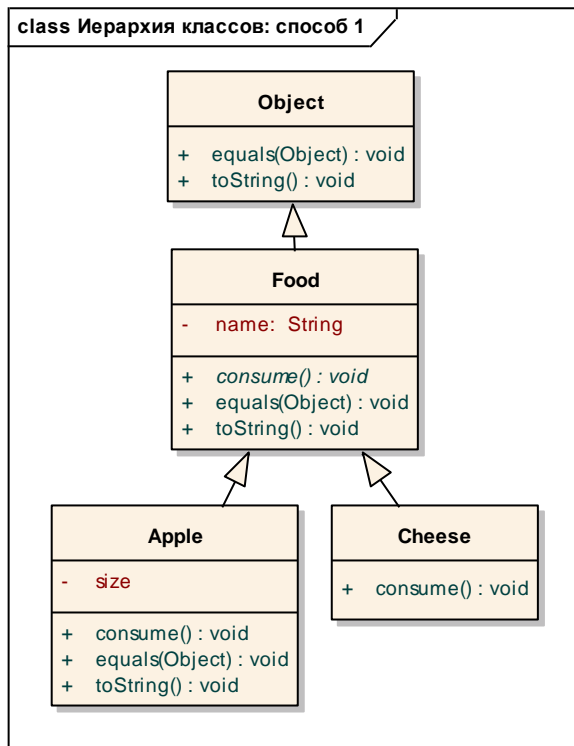 class Иерархия классов: способ 1
Object
+ equals(Object) : void
+ toString() : void
Food
- name: String
+ consume() : void
+ equals(Object) : void
+ toString() : void
Apple
- size
+ consume() : void
+ equals(Object) : void
+ toString() : void
Cheese
+ consume() : void